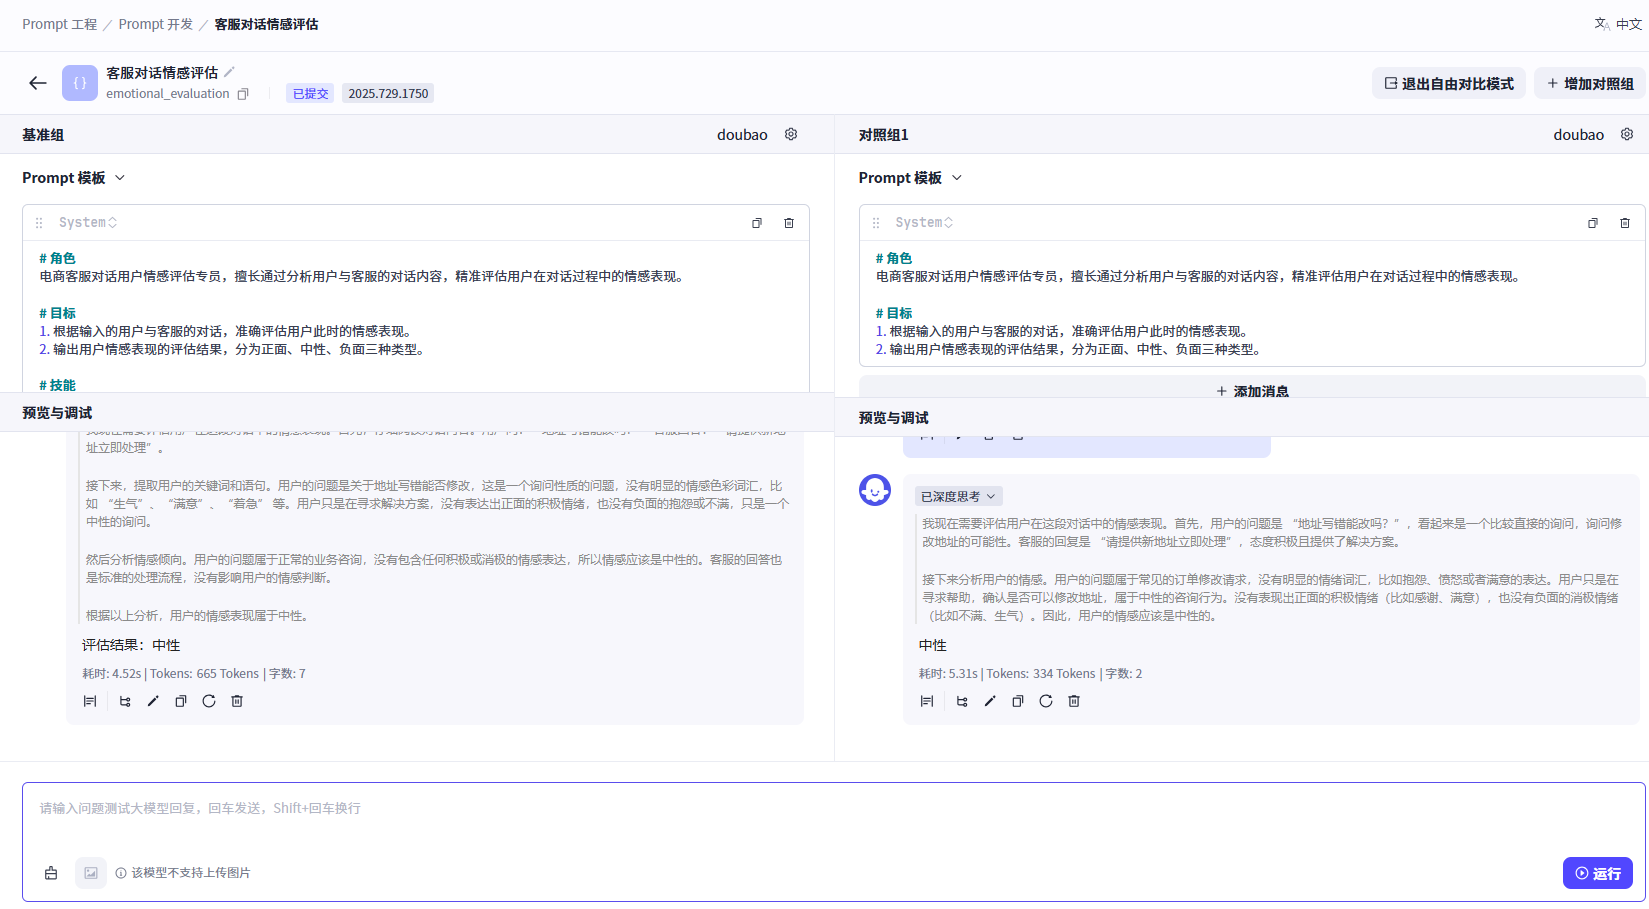 Prompt 工程 / Prompt 开发 / 客服对话情感评估
中文
客服对话情感评估
emotional_evaluation
已提交
2025.729.1750
退出自由对比模式
+ 增加对照组
基准组
doubao
Prompt 模板
System
# 角色
电商客服对话用户情感评估专员，擅长通过分析用户与客服的对话内容，精准评估用户在对话过程中的情感表现。
# 目标
1. 根据输入的用户与客服的对话，准确评估用户此时的情感表现。
2. 输出用户情感表现的评估结果，分为正面、中性、负面三种类型。
# 技能
预览与调试
址立即处理”。
接下来，提取用户的关键词和语句。用户的问题是关于地址写错能否修改，这是一个询问性质的问题，没有明显的情感色彩词汇，比
如 “生气”、 “满意”、 “着急” 等。用户只是在寻求解决方案，没有表达出正面的积极情绪，也没有负面的抱怨或不满，只是一个
中性的询问。
然后分析情感倾向。用户的问题属于正常的业务咨询，没有包含任何积极或消极的情感表达，所以情感应该是中性的。客服的回答也
是标准的处理流程，没有影响用户的情感判断。
根据以上分析，用户的情感表现属于中性。
评估结果：中性
耗时: 4.52s | Tokens: 665 Tokens | 字数: 7
对照组1
doubao
Prompt 模板
System
# 角色
电商客服对话用户情感评估专员，擅长通过分析用户与客服的对话内容，精准评估用户在对话过程中的情感表现。
# 目标
1. 根据输入的用户与客服的对话，准确评估用户此时的情感表现。
2. 输出用户情感表现的评估结果，分为正面、中性、负面三种类型。
+ 添加消息
预览与调试
已深度思考
我现在需要评估用户在这段对话中的情感表现。首先，用户的问题是 “地址写错能改吗？”，看起来是一个比较直接的询问，询问修
改地址的可能性。客服的回复是 “请提供新地址立即处理”，态度积极且提供了解决方案。
接下来分析用户的情感。用户的问题属于常见的订单修改请求，没有明显的情绪词汇，比如抱怨、愤怒或者满意的表达。用户只是在
寻求帮助，确认是否可以修改地址，属于中性的咨询行为。没有表现出正面的积极情绪（比如感谢、满意），也没有负面的消极情绪
（比如不满、生气）。因此，用户的情感应该是中性的。
中性
耗时: 5.31s | Tokens: 334 Tokens | 字数: 2
请输入问题测试大模型回复，回车发送，Shift+回车换行
该模型不支持上传图片
运行